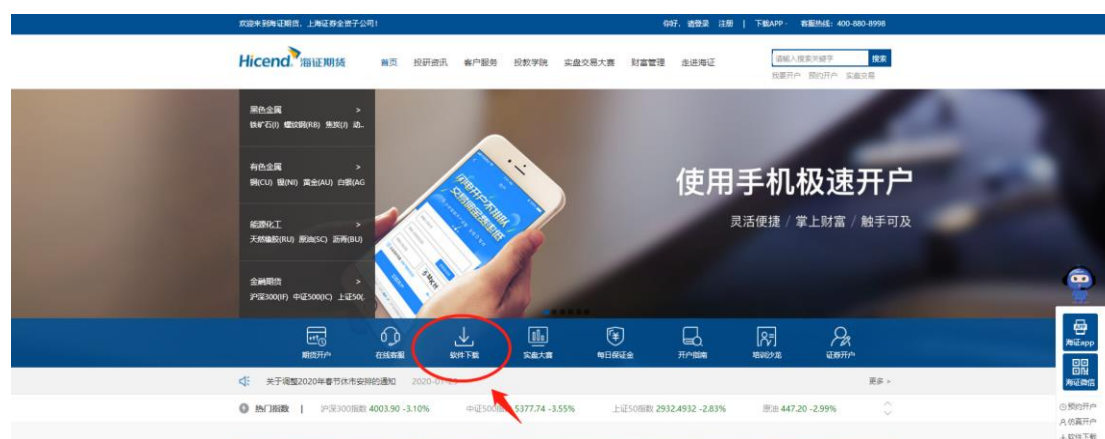 欢迎来到海证期货，上海证券全资子公司！
你好，请登录 注册 | 下载APP· 客服热线：400-880-8998
Hicend. 海证期货
首页 投研资讯 客户服务 投教学院 实盘交易大赛 财富管理 走进海证
请输入搜索关键字 搜索
我要开户 预约开户 实盘交易
黑色金属 >
铁矿石(I) 螺纹钢(RB) 焦炭(J) 动...
有色金属 >
铜(CU) 镍(NI) 黄金(AU) 白银(AG
能源化工 >
天然橡胶(RU) 原油(SC) 沥青(BU)
金融期货 >
沪深300(IF) 中证500(IC) 上证50(.
闪电开户不排队
使用手机极速开户
灵活便捷 / 掌上财富 / 触手可及
期货开户 在线客服 软件下载 实盘大赛 每日保证金 开户指南 培训沙龙 证券开户
海证app
海证微信
预约开户
仿真开户
软件下载
关于调整2020年春节休市安排的通知 2020-01-
更多 »
热门指数 | 沪深300指数 4003.90 -3.10% 中证500指数 5377.74 -3.55% 上证50指数 2932.4932 -2.83% 原油 447.20 -2.99%